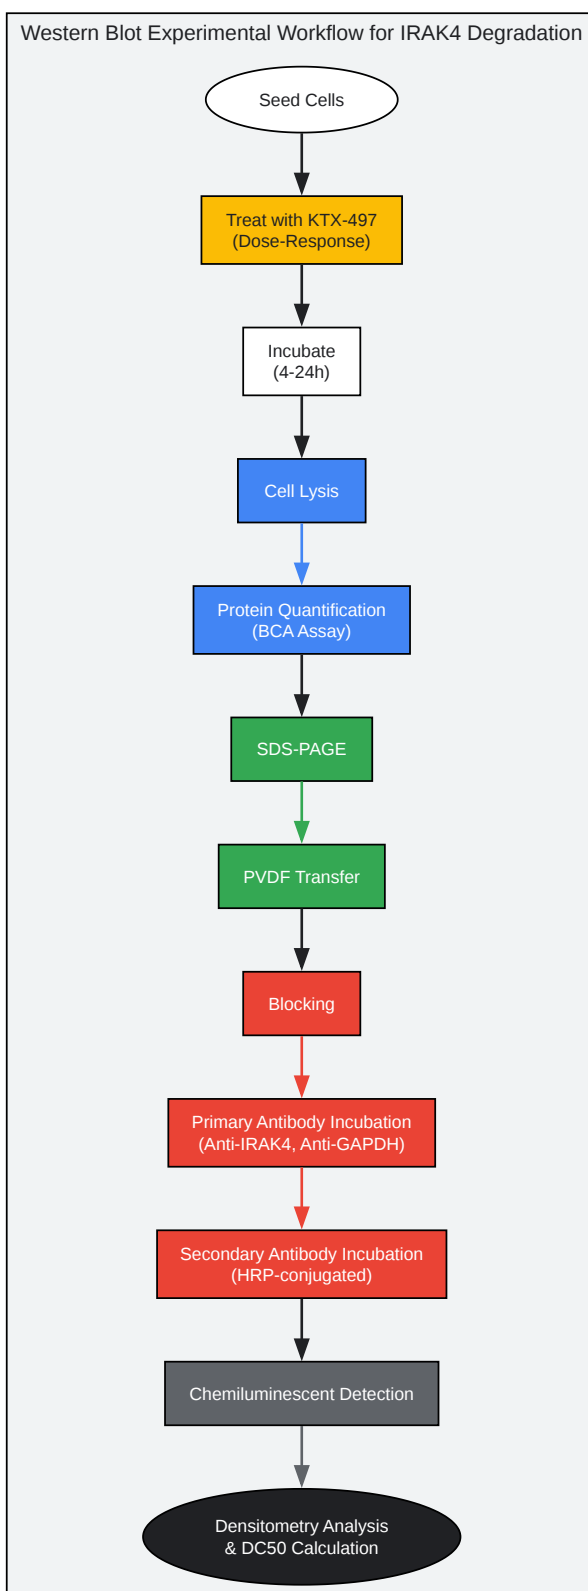 Western Blot Experimental Workflow for IRAK4 Degradation
Seed Cells
Treat with KTX-497
(Dose-Response)
Incubate
(4-24h)
Cell Lysis
Protein Quantification
(BCA Assay)
SDS-PAGE
PVDF Transfer
Blocking
Primary Antibody Incubation
(Anti-IRAK4, Anti-GAPDH)
Secondary Antibody Incubation
(HRP-conjugated)
Chemiluminescent Detection
Densitometry Analysis
& DC50 Calculation